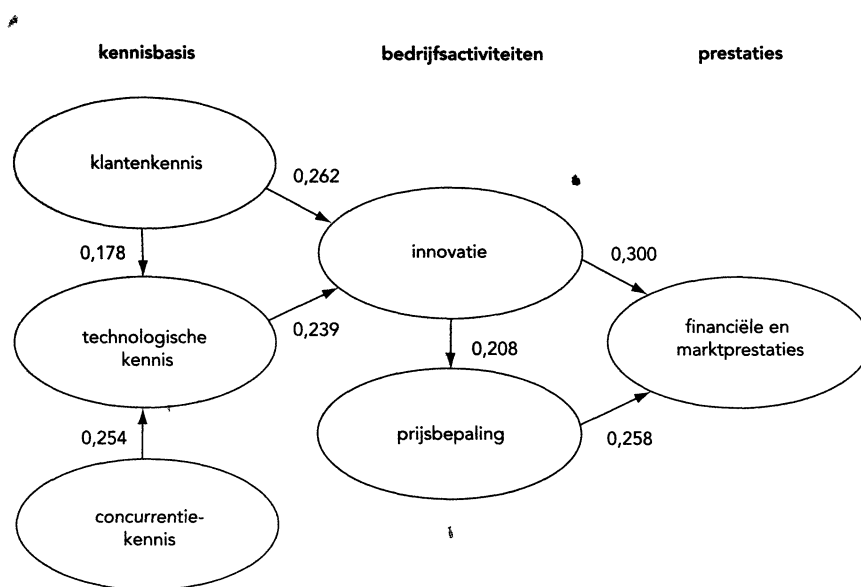 kennisbasis
bedrijfsactiviteiten
prestaties
klantenkennis
0,262
0,178
innovatie
0,300
technologische
kennis
0,239
0,208
financiële en
marktprestaties
0,254
prijsbepaling
0,258
concurrentie-
kennis